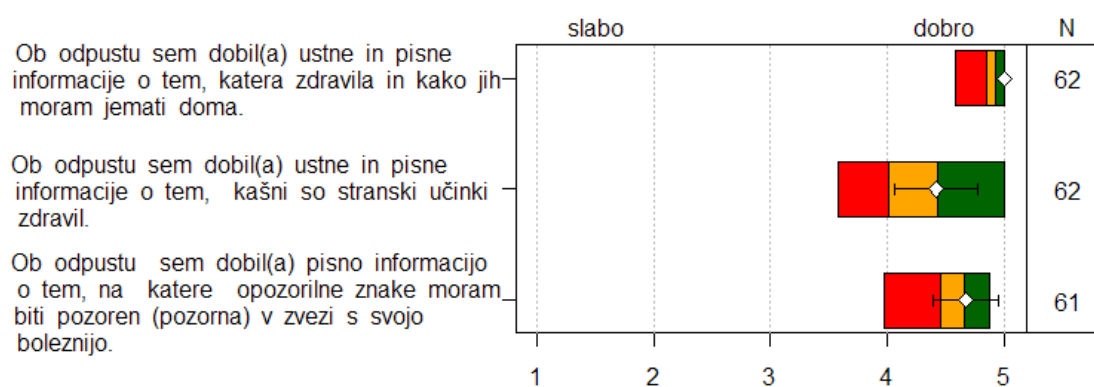 slabo dobro N
Ob odpustu sem dobil(a) ustne in pisne
informacije o tem, katera zdravila in kako jih
moram jemati doma.
62
Ob odpustu sem dobil(a) ustne in pisne
informacije o tem, kašni so stranski učinki
zdravil.
62
Ob odpustu sem dobil(a) pisno informacijo
o tem, na katere opozorilne znake moram
biti pozoren (pozorna) v zvezi s svojo
boleznijo.
61
1 2 3 4 5